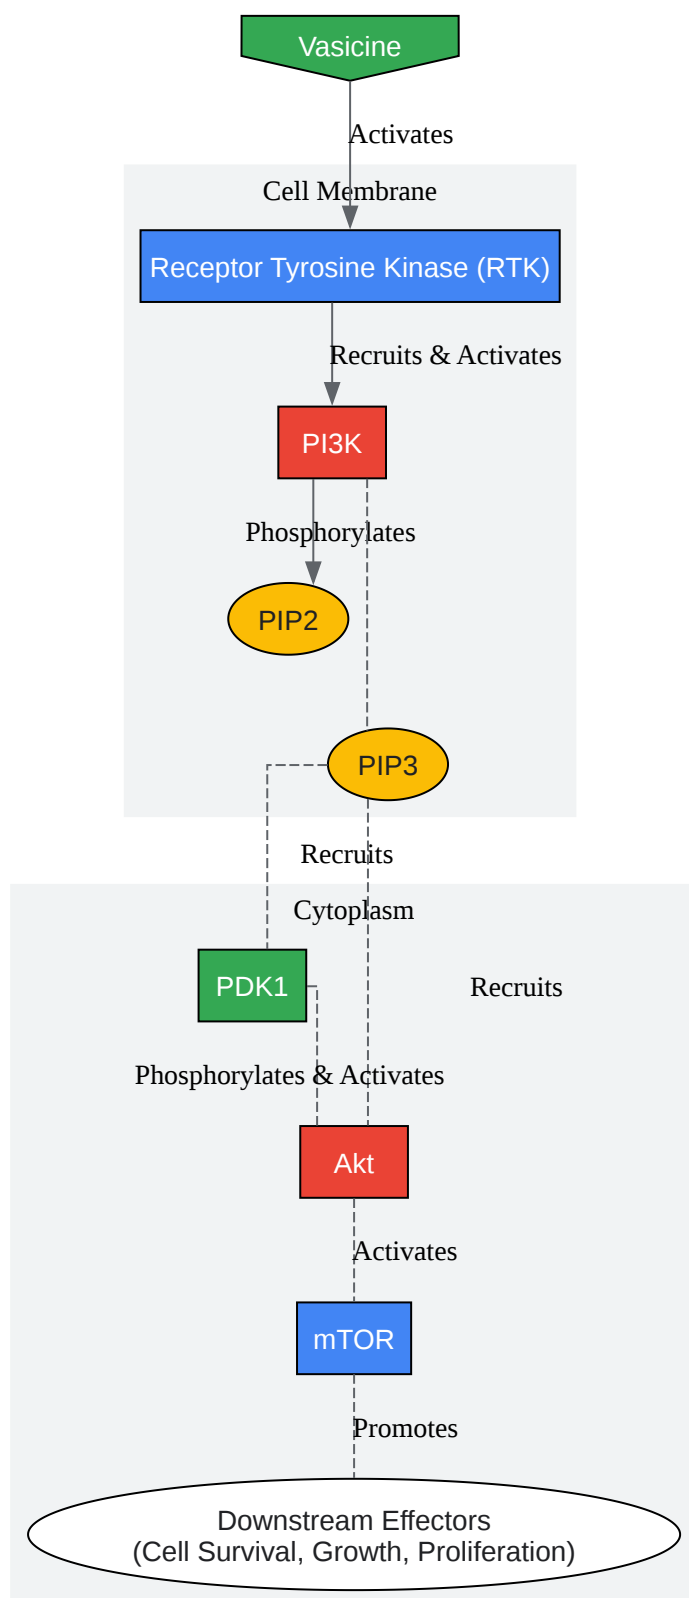 Vasicine
Activates
Cell Membrane
Receptor Tyrosine Kinase (RTK)
Recruits & Activates
PI3K
Phosphorylates
PIP2
PIP3
Recruits
Cytoplasm
PDK1
Recruits
Phosphorylates & Activates
Akt
Activates
mTOR
Promotes
Downstream Effectors
(Cell Survival, Growth, Proliferation)